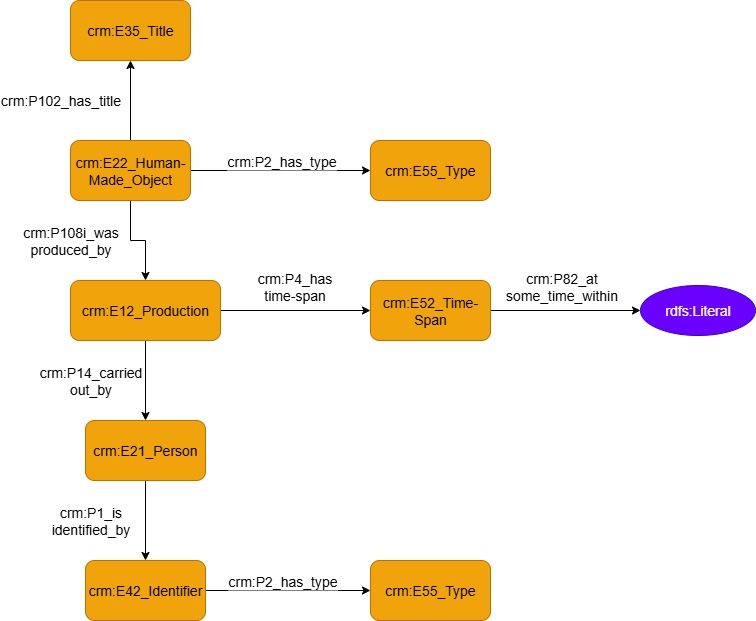 crm:E35_Title
crm:P102_has_title
crm:E22_Human-
Made_Object
crm:P2_has_type
crm:E55_Type
crm:P108i_was
produced_by
crm:E12_Production
crm:P4_has
time-span
crm:E52_Time-
Span
crm:P82_at
some_time_within
rdfs:Literal
crm:P14_carried
out_by
crm:E21_Person
crm:P1_is
identified_by
crm:E42_Identifier
crm:P2_has_type
crm:E55_Type